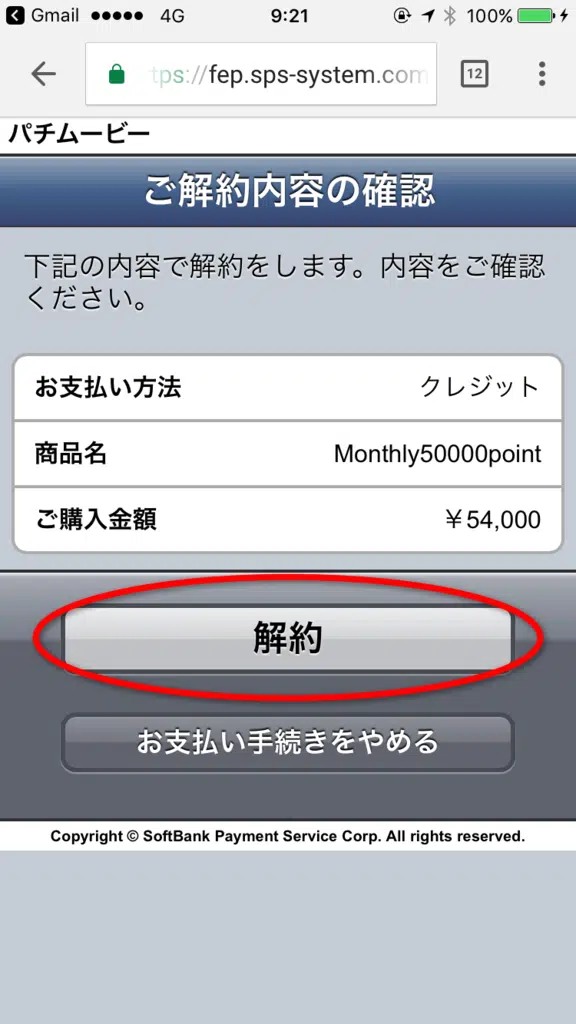 Gmail 4G 9:21 100%
tps://fep.sps-system.com 12
パチムービー
ご解約内容の確認
下記の内容で解約をします。内容をご確認
ください。
お支払い方法 クレジット
商品名 Monthly50000point
ご購入金額 ￥54,000
解約
お支払い手続きをやめる
Copyright © SoftBank Payment Service Corp. All rights reserved.